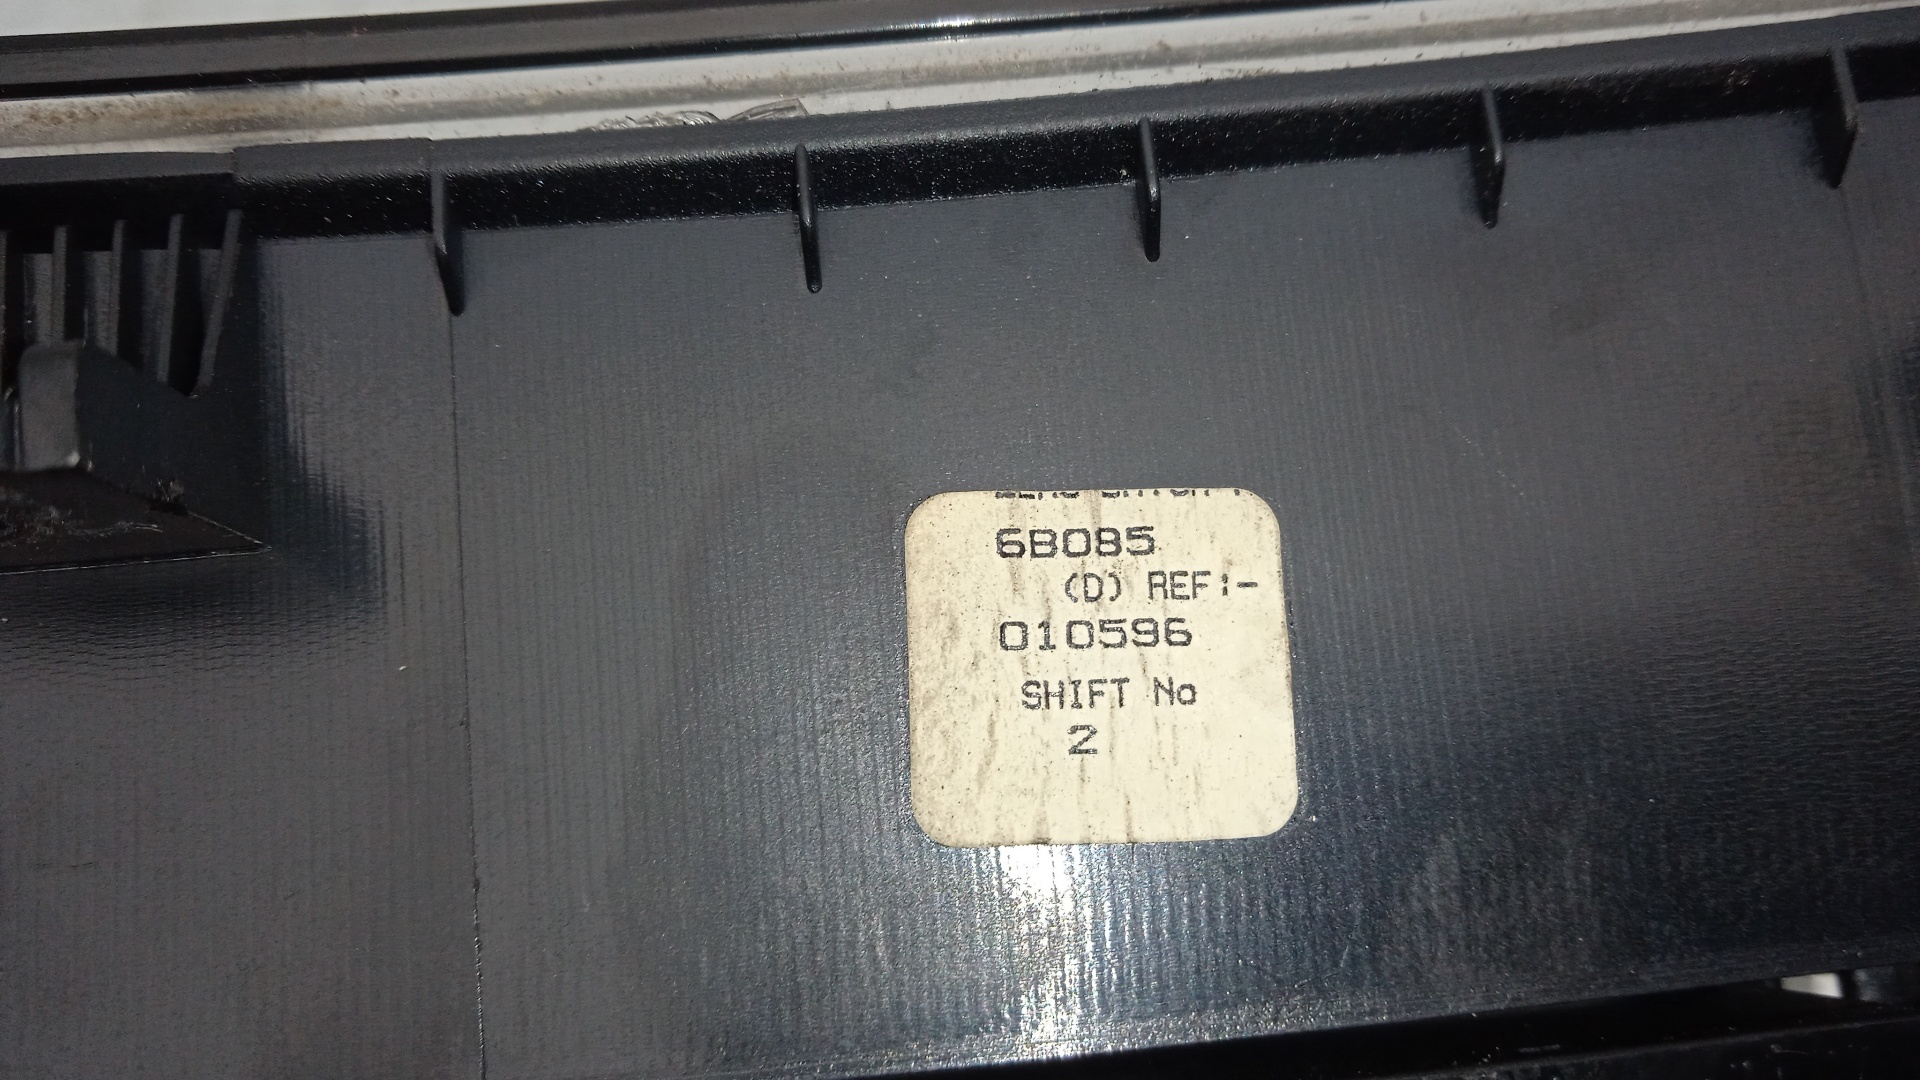 6B085
(D) REF:-
010596
SHIFT No
2